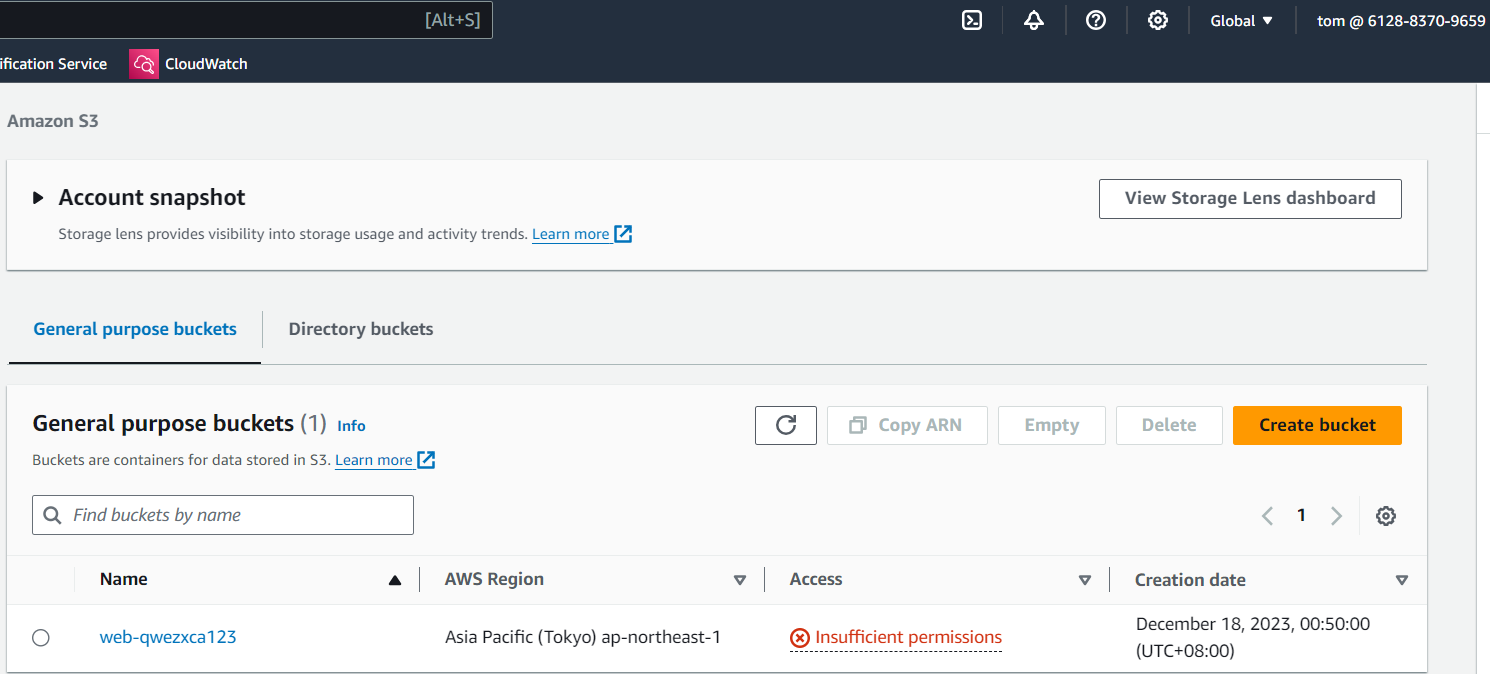 [Alt+S]
Global
tom @ 6128-8370-9659
ification Service
CloudWatch
Amazon S3
Account snapshot
View Storage Lens dashboard
Storage lens provides visibility into storage usage and activity trends. Learn more
General purpose buckets
Directory buckets
General purpose buckets (1) Info
Copy ARN
Empty
Delete
Create bucket
Buckets are containers for data stored in S3. Learn more
Find buckets by name
1
Name
AWS Region
Access
Creation date
web-qwezxca123
Asia Pacific (Tokyo) ap-northeast-1
Insufficient permissions
December 18, 2023, 00:50:00
(UTC+08:00)